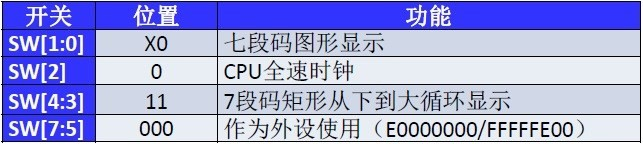 开关 位置 功能
SW[1:0] X0 七段码图形显示
SW[2] 0 CPU全速时钟
SW[4:3] 11 7段码矩形从下到大循环显示
SW[7:5] 000 作为外设使用（E0000000/FFFFFE00）